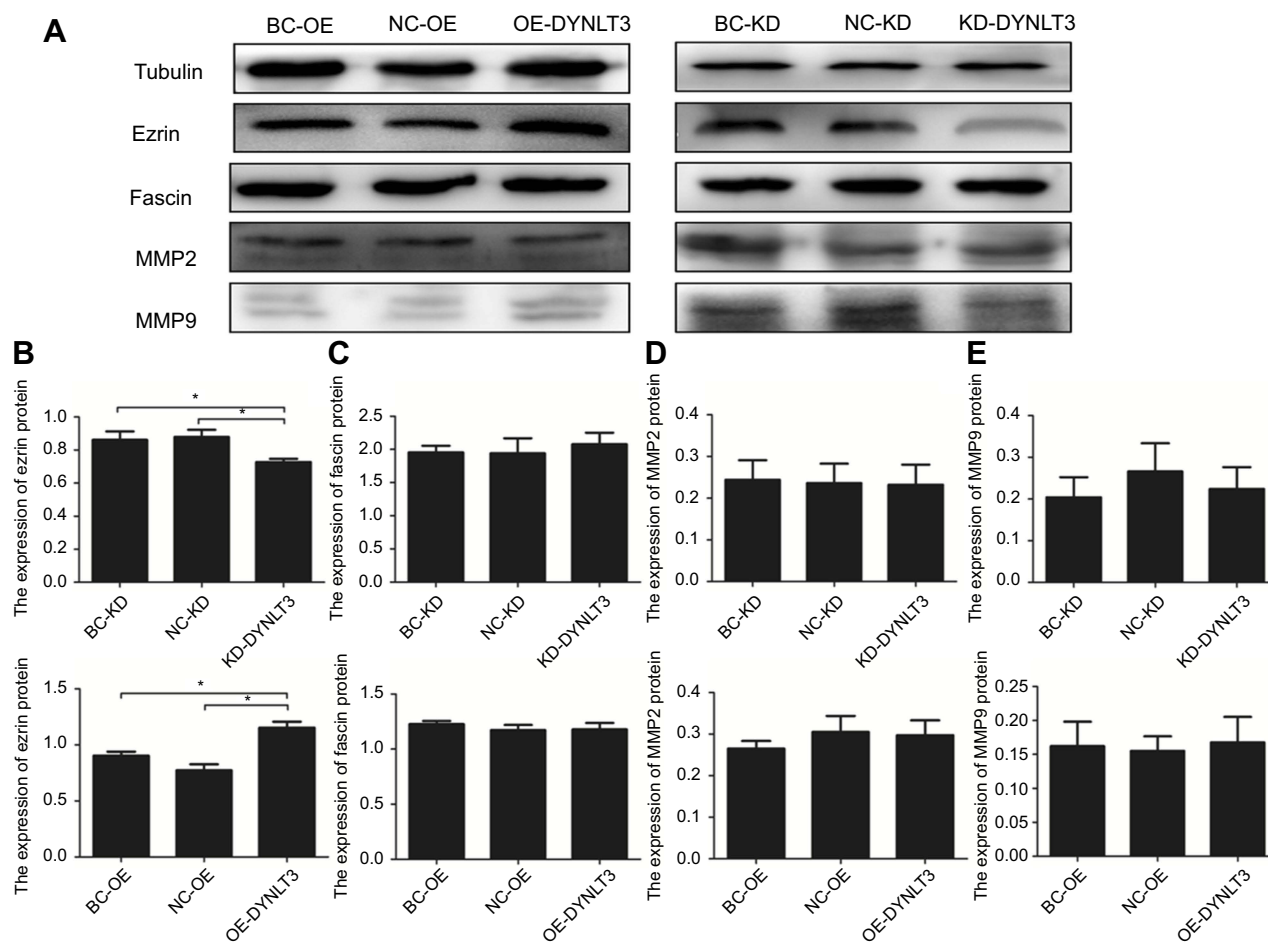 A
BC-OE NC-OE OE-DYNLT3 BC-KD NC-KD KD-DYNLT3
Tubulin
Ezrin
Fascin
MMP2
MMP9
B
The expression of ezrin protein
1.0
0.8
0.6
0.4
0.2
0.0
*
*
BC-KD
NC-KD
KD-DYNLT3
The expression of ezrin protein
1.5
1.0
0.5
0.0
*
*
BC-OE
NC-OE
OE-DYNLT3
C
The expression of fascin protein
2.5
2.0
1.5
1.0
0.5
0.0
BC-KD
NC-KD
KD-DYNLT3
The expression of fascin protein
1.5
1.0
0.5
0.0
BC-OE
NC-OE
OE-DYNLT3
D
The expression of MMP2 protein
0.4
0.3
0.2
0.1
0.0
BC-KD
NC-KD
KD-DYNLT3
The expression of MMP2 protein
0.4
0.3
0.2
0.1
0.0
BC-OE
NC-OE
OE-DYNLT3
E
The expression of MMP9 protein
0.4
0.3
0.2
0.1
0.0
BC-KD
NC-KD
KD-DYNLT3
The expression of MMP9 protein
0.25
0.20
0.15
0.10
0.05
0.00
BC-OE
NC-OE
OE-DYNLT3